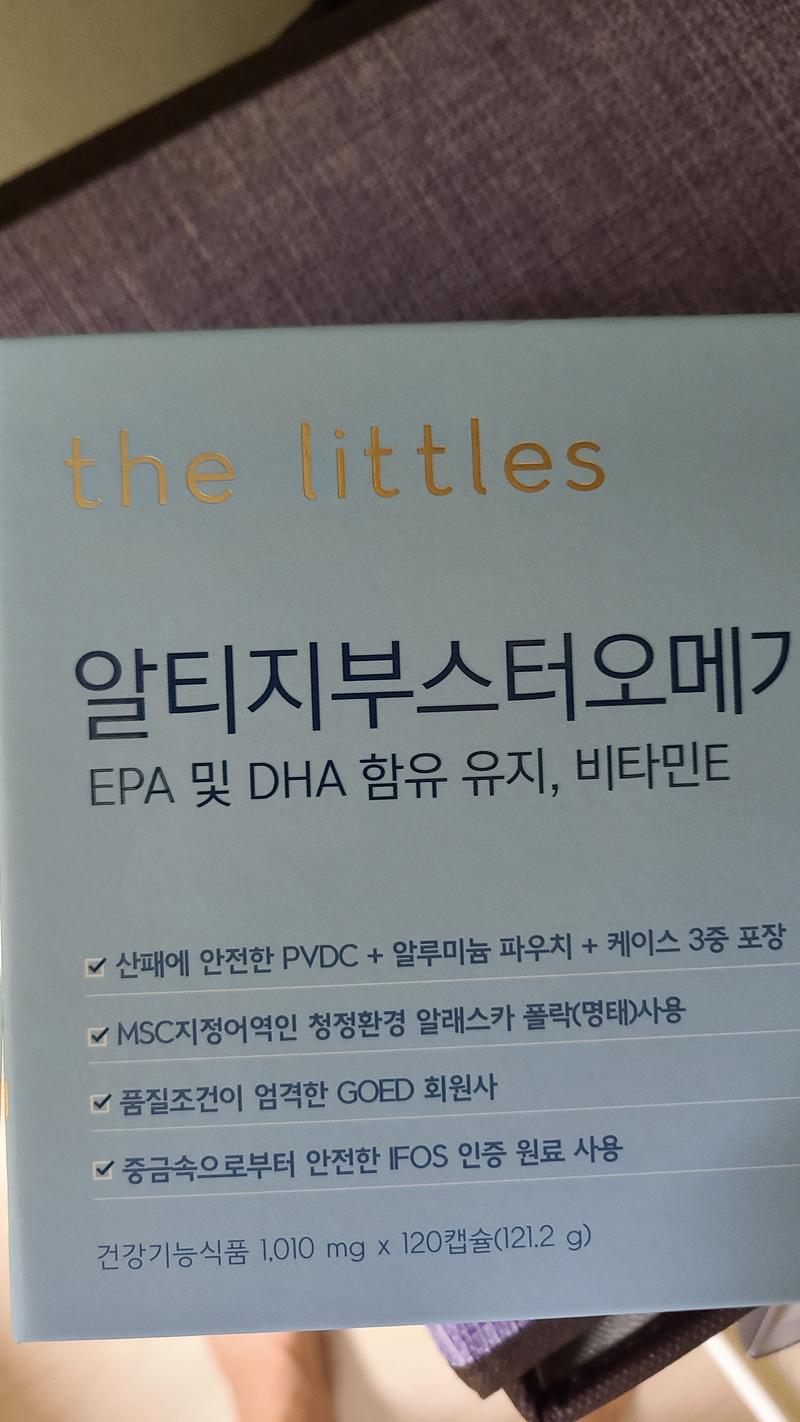 the littles
알티지부스터오메가
EPA 및 DHA 함유 유지, 비타민E
산패에 안전한 PVDC + 알루미늄 파우치 + 케이스 3중 포장
MSC지정어역인 청정환경 알래스카 폴락(명태)사용
품질조건이 엄격한 GOED 회원사
중금속으로부터 안전한 IFOS 인증 원료 사용
건강기능식품 1,010 mg x 120캡슐(121.2 g)